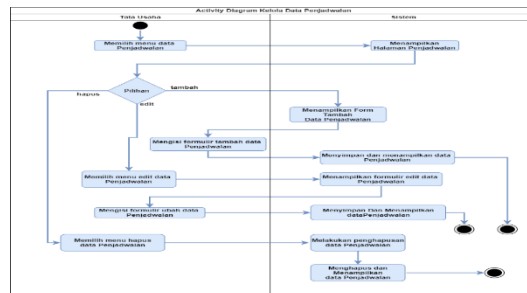 Activity Diagram Kelola Data Penjadwalan
Tata Usaha
Sistem
Memilih menu data
Penjadwalan
Menampilkan
Halaman Penjadwalan
Pilihan
hapus
tambah
edit
Menampilkan Form
Tambah
Data Penjadwalan
Mengisi formulir tambah data
Penjadwalan
Menyimpan dan menampilkan data
Penjadwalan
Memilih menu edit data
Penjadwalan
Menampilkan formulir edit data
Penjadwalan
Mengisi formulir ubah data
Penjadwalan
Menyimpan Dan Menampilkan
dataPenjadwalan
Memilih menu hapus
data Penjadwalan
Melakukan penghapusan
data Penjadwalan
Menghapus dan
Menampilkan
data Penjadwalan